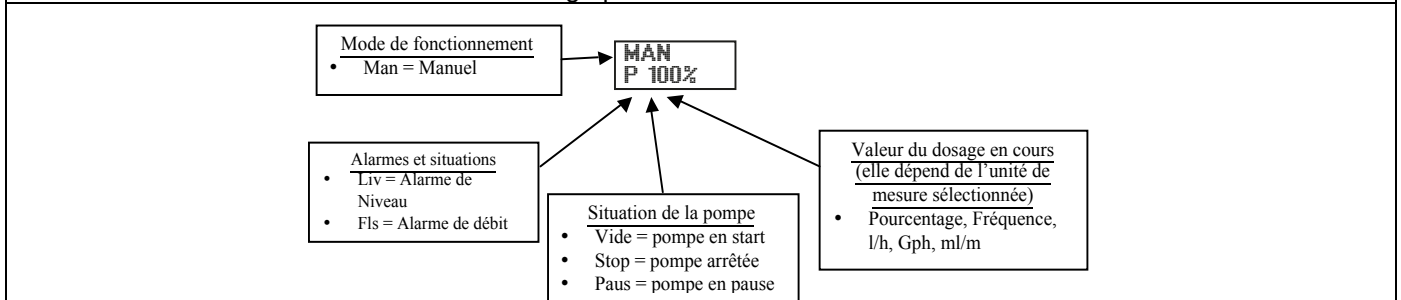 Mode de fonctionnement
• Man = Manuel
MAN
P 100%
Alarmes et situations
• Liv = Alarme de
Niveau
• Fls = Alarme de débit
Situation de la pompe
• Vide = pompe en start
• Stop = pompe arrêtée
• Paus = pompe en pause
Valeur du dosage en cours
(elle dépend de l’unité de
mesure sélectionnée)
• Pourcentage, Fréquence,
l/h, Gph, ml/m